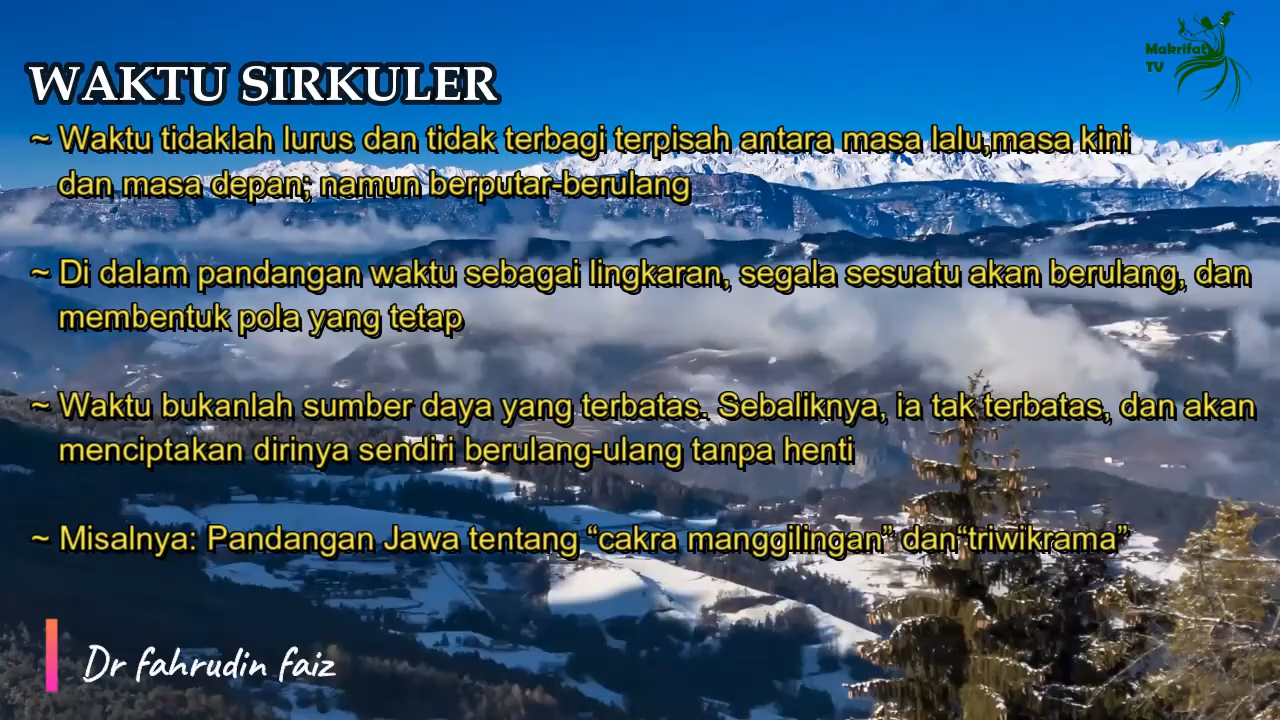 Makrifat
TV
WAKTU SIRKULER
~ Waktu tidaklah lurus dan tidak terbagi terpisah antara masa lalu,masa kini
dan masa depan; namun berputar-berulang
~ Di dalam pandangan waktu sebagai lingkaran, segala sesuatu akan berulang, dan
membentuk pola yang tetap
~ Waktu bukanlah sumber daya yang terbatas. Sebaliknya, ia tak terbatas, dan akan
menciptakan dirinya sendiri berulang-ulang tanpa henti
~ Misalnya: Pandangan Jawa tentang “cakra manggilingan” dan“triwikrama”
Dr fahrudin faiz